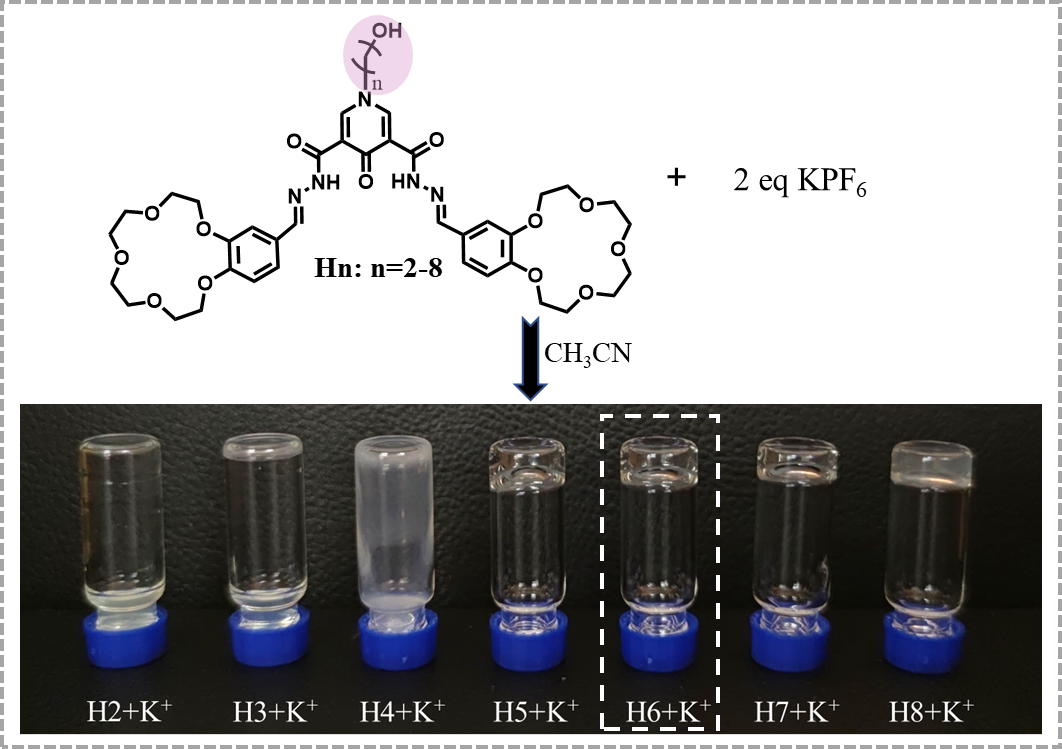 OH
n
N
O
O
NH
O
HN
N
N
O
O
O
O
O
O
O
O
O
O
Hn: n=2-8
+
2 eq KPF₆
CH₃CN
H2+K⁺
H3+K⁺
H4+K⁺
H5+K⁺
H6+K⁺
H7+K⁺
H8+K⁺